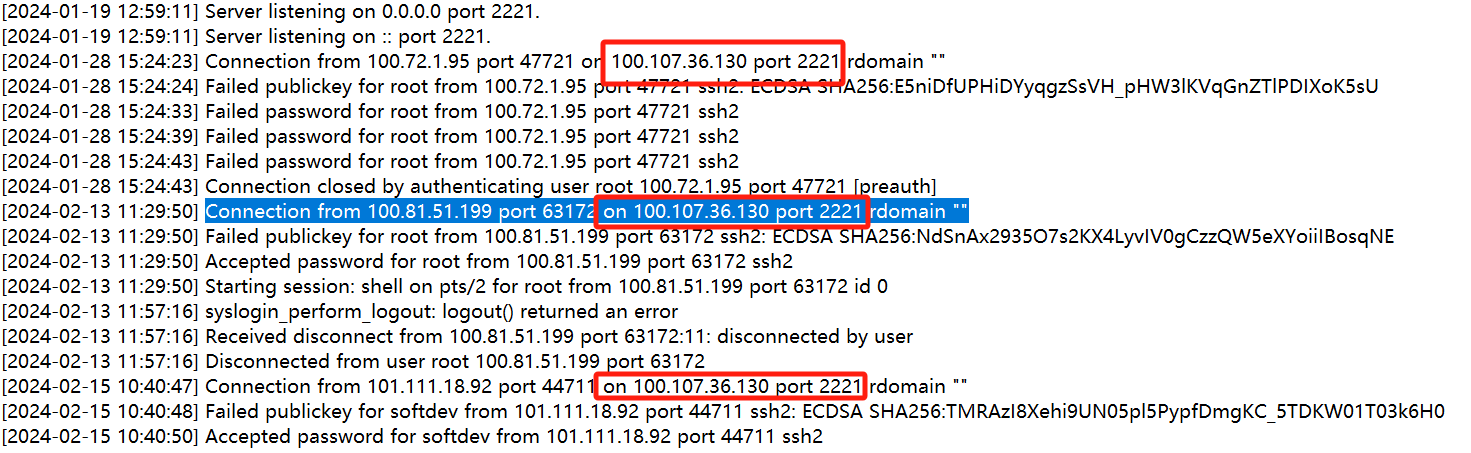 [2024-01-19 12:59:11] Server listening on 0.0.0.0 port 2221.
[2024-01-19 12:59:11] Server listening on :: port 2221.
[2024-01-28 15:24:23] Connection from 100.72.1.95 port 47721 on 100.107.36.130 port 2221 rdomain ""
[2024-01-28 15:24:24] Failed publickey for root from 100.72.1.95 port 47721 ssh2: ECDSA SHA256:E5niDfUPHiDYyqgzSsVH_pHW3lKVqGnZTlPDIXoK5sU
[2024-01-28 15:24:33] Failed password for root from 100.72.1.95 port 47721 ssh2
[2024-01-28 15:24:39] Failed password for root from 100.72.1.95 port 47721 ssh2
[2024-01-28 15:24:43] Failed password for root from 100.72.1.95 port 47721 ssh2
[2024-01-28 15:24:43] Connection closed by authenticating user root 100.72.1.95 port 47721 [preauth]
[2024-02-13 11:29:50] Connection from 100.81.51.199 port 63172 on 100.107.36.130 port 2221 rdomain ""
[2024-02-13 11:29:50] Failed publickey for root from 100.81.51.199 port 63172 ssh2: ECDSA SHA256:NdSnAx2935O7s2KX4LyvIV0gCzzQW5eXYoiiIBosqNE
[2024-02-13 11:29:50] Accepted password for root from 100.81.51.199 port 63172 ssh2
[2024-02-13 11:29:50] Starting session: shell on pts/2 for root from 100.81.51.199 port 63172 id 0
[2024-02-13 11:57:16] syslogin_perform_logout: logout() returned an error
[2024-02-13 11:57:16] Received disconnect from 100.81.51.199 port 63172:11: disconnected by user
[2024-02-13 11:57:16] Disconnected from user root 100.81.51.199 port 63172
[2024-02-15 10:40:47] Connection from 101.111.18.92 port 44711 on 100.107.36.130 port 2221 rdomain ""
[2024-02-15 10:40:48] Failed publickey for softdev from 101.111.18.92 port 44711 ssh2: ECDSA SHA256:TMRAzI8Xehi9UN05pl5PypfDmgKC_5TDKW01T03k6H0
[2024-02-15 10:40:50] Accepted password for softdev from 101.111.18.92 port 44711 ssh2